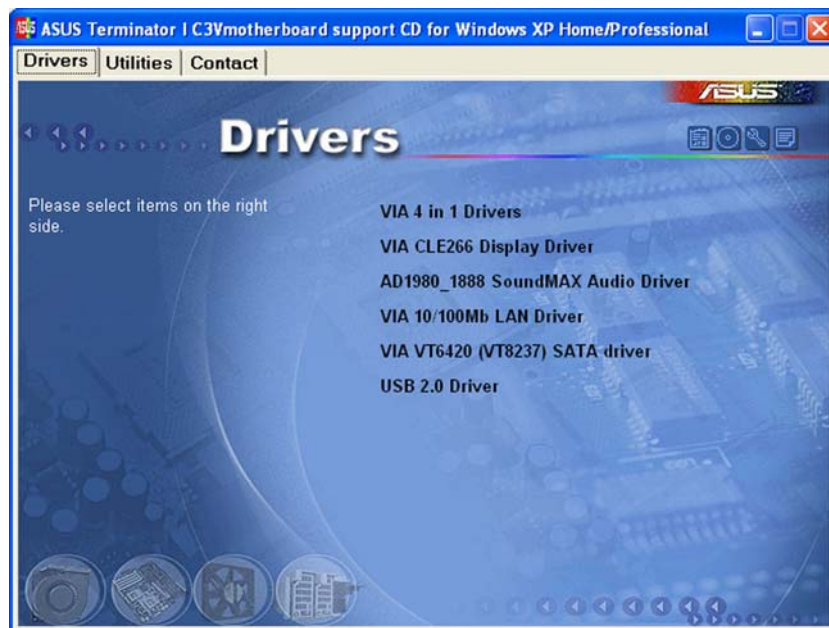 ASUS Terminator I C3Vmotherboard support CD for Windows XP Home/Professional
Drivers Utilities Contact
ASUS
Drivers
Please select items on the right
side.
VIA 4 in 1 Drivers
VIA CLE266 Display Driver
AD1980_1888 SoundMAX Audio Driver
VIA 10/100Mb LAN Driver
VIA VT6420 (VT8237) SATA driver
USB 2.0 Driver